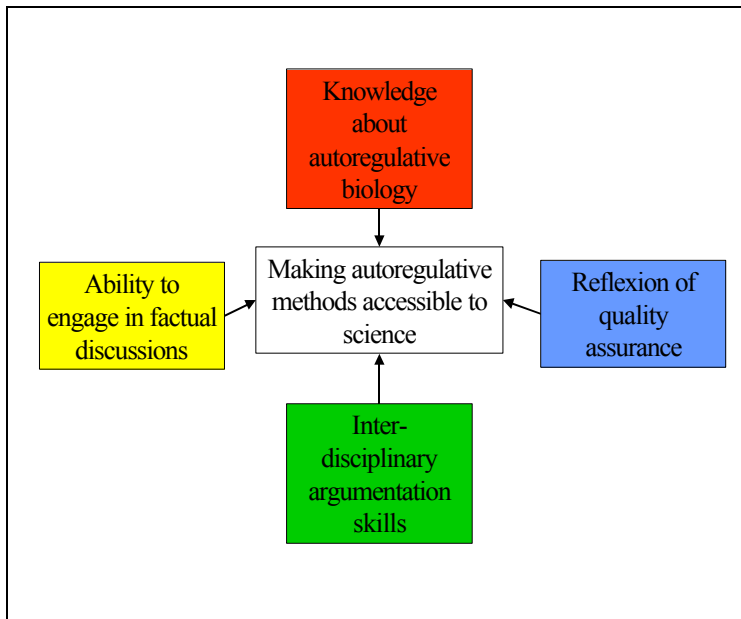 Knowledge
about
autoregulative
biology
Making autoregulative
methods accessible to
science
Ability to
engage in factual
discussions
Reflexion of
quality
assurance
Inter-
disciplinary
argumentation
skills